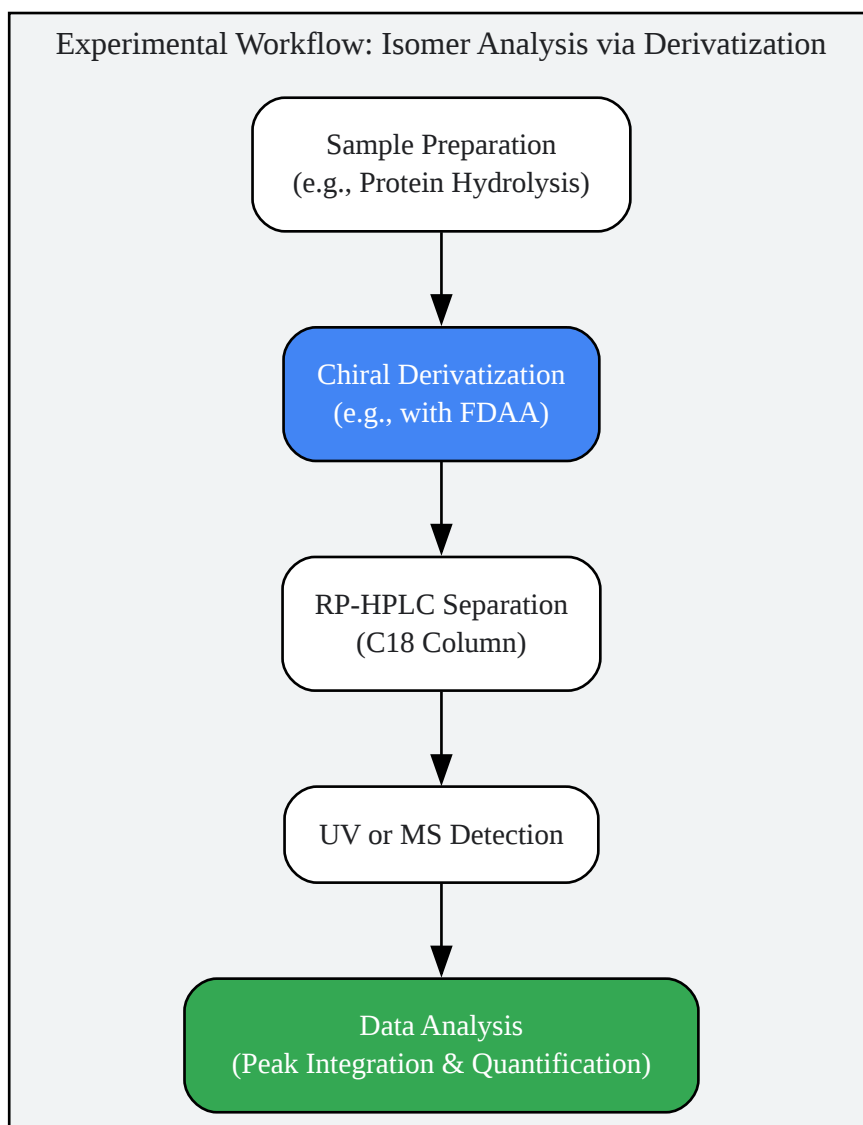 Experimental Workflow: Isomer Analysis via Derivatization
Sample Preparation
(e.g., Protein Hydrolysis)
Chiral Derivatization
(e.g., with FDAA)
RP-HPLC Separation
(C18 Column)
UV or MS Detection
Data Analysis
(Peak Integration & Quantification)